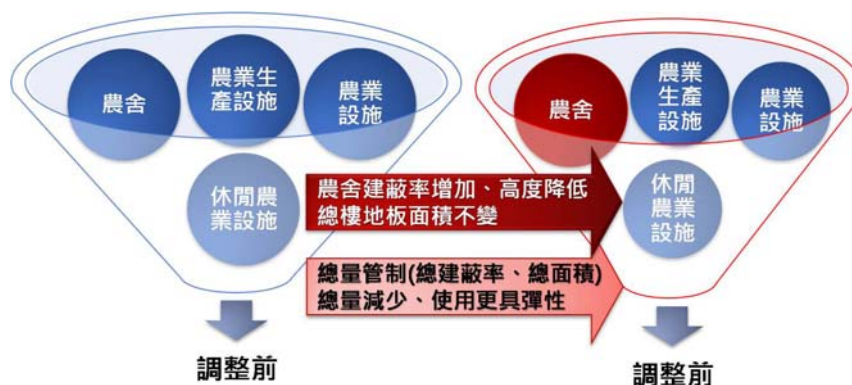 農舍
農業生
產設施
農業
設施
休閒農
業設施
調整前
農舍建蔽率增加、高度降低
總樓地板面積不變
總量管制(總建蔽率、總面積)
總量減少、使用更具彈性
農舍
農業
生產
設施
農業
設施
休閒
農業
設施
調整前